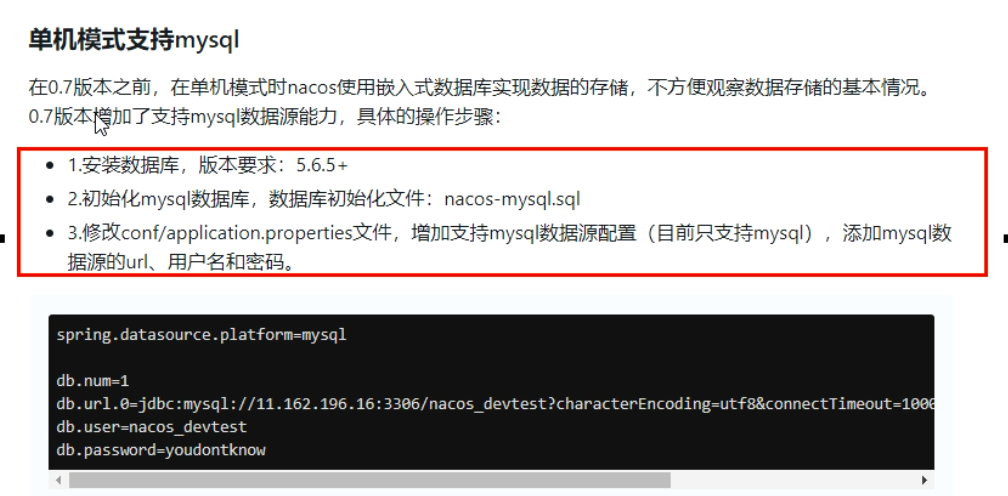 单机模式支持mysql
在0.7版本之前，在单机模式时nacos使用嵌入式数据库实现数据的存储，不方便观察数据存储的基本情况。
0.7版本增加了支持mysql数据源能力，具体的操作步骤：
• 1.安装数据库，版本要求：5.6.5+
• 2.初始化mysql数据库，数据库初始化文件：nacos-mysql.sql
• 3.修改conf/application.properties文件，增加支持mysql数据源配置（目前只支持mysql）, 添加mysql数
据源的url、用户名和密码。
spring.datasource.platform=mysql
db.num=1
db.url.0=jdbc:mysql://11.162.196.16:3306/nacos_devtest?characterEncoding=utf8&connectTimeout=1000
db.user=nacos_devtest
db.password=youdontknow